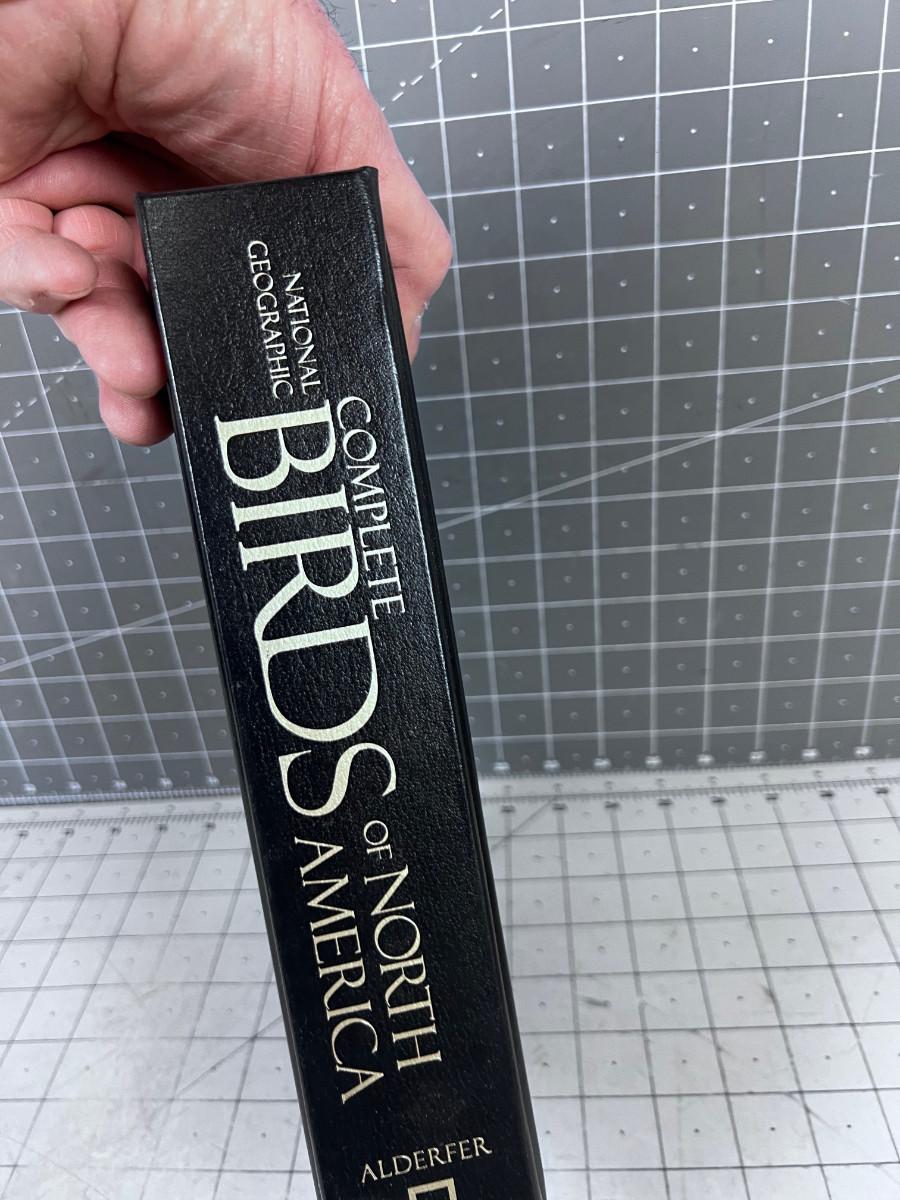 NATIONAL
GEOGRAPHIC
COMPLETE
BIRDS
OF NORTH
AMERICA
ALDERFER